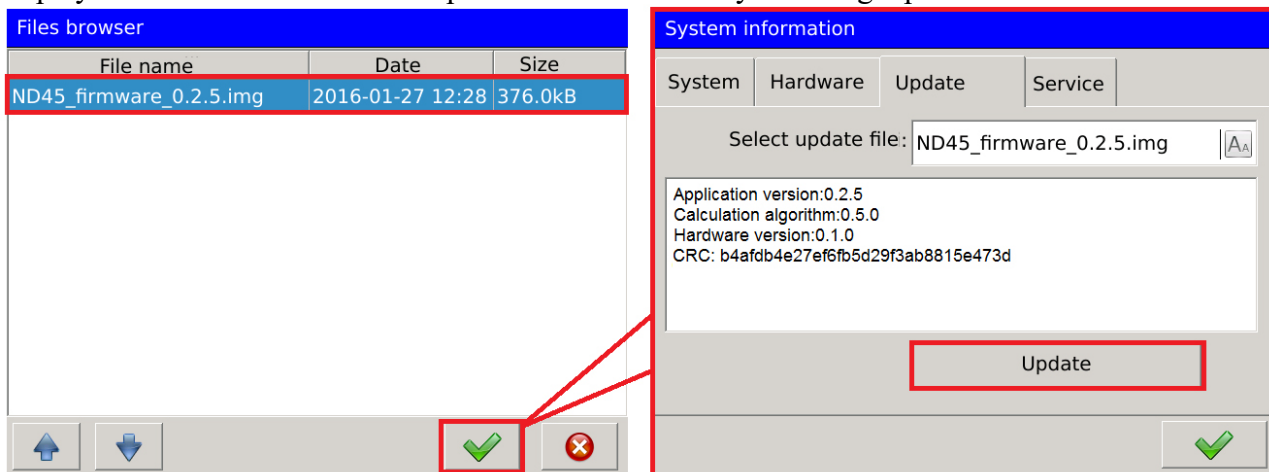 Files browser
File name Date Size
ND45_firmware_0.2.5.img 2016-01-27 12:28 376.0kB
System information
System Hardware Update Service
Select update file: ND45_firmware_0.2.5.img AA
Application version:0.2.5
Calculation algorithm:0.5.0
Hardware version:0.1.0
CRC: b4afdb4e27ef6fb5d29f3ab8815e473d
Update